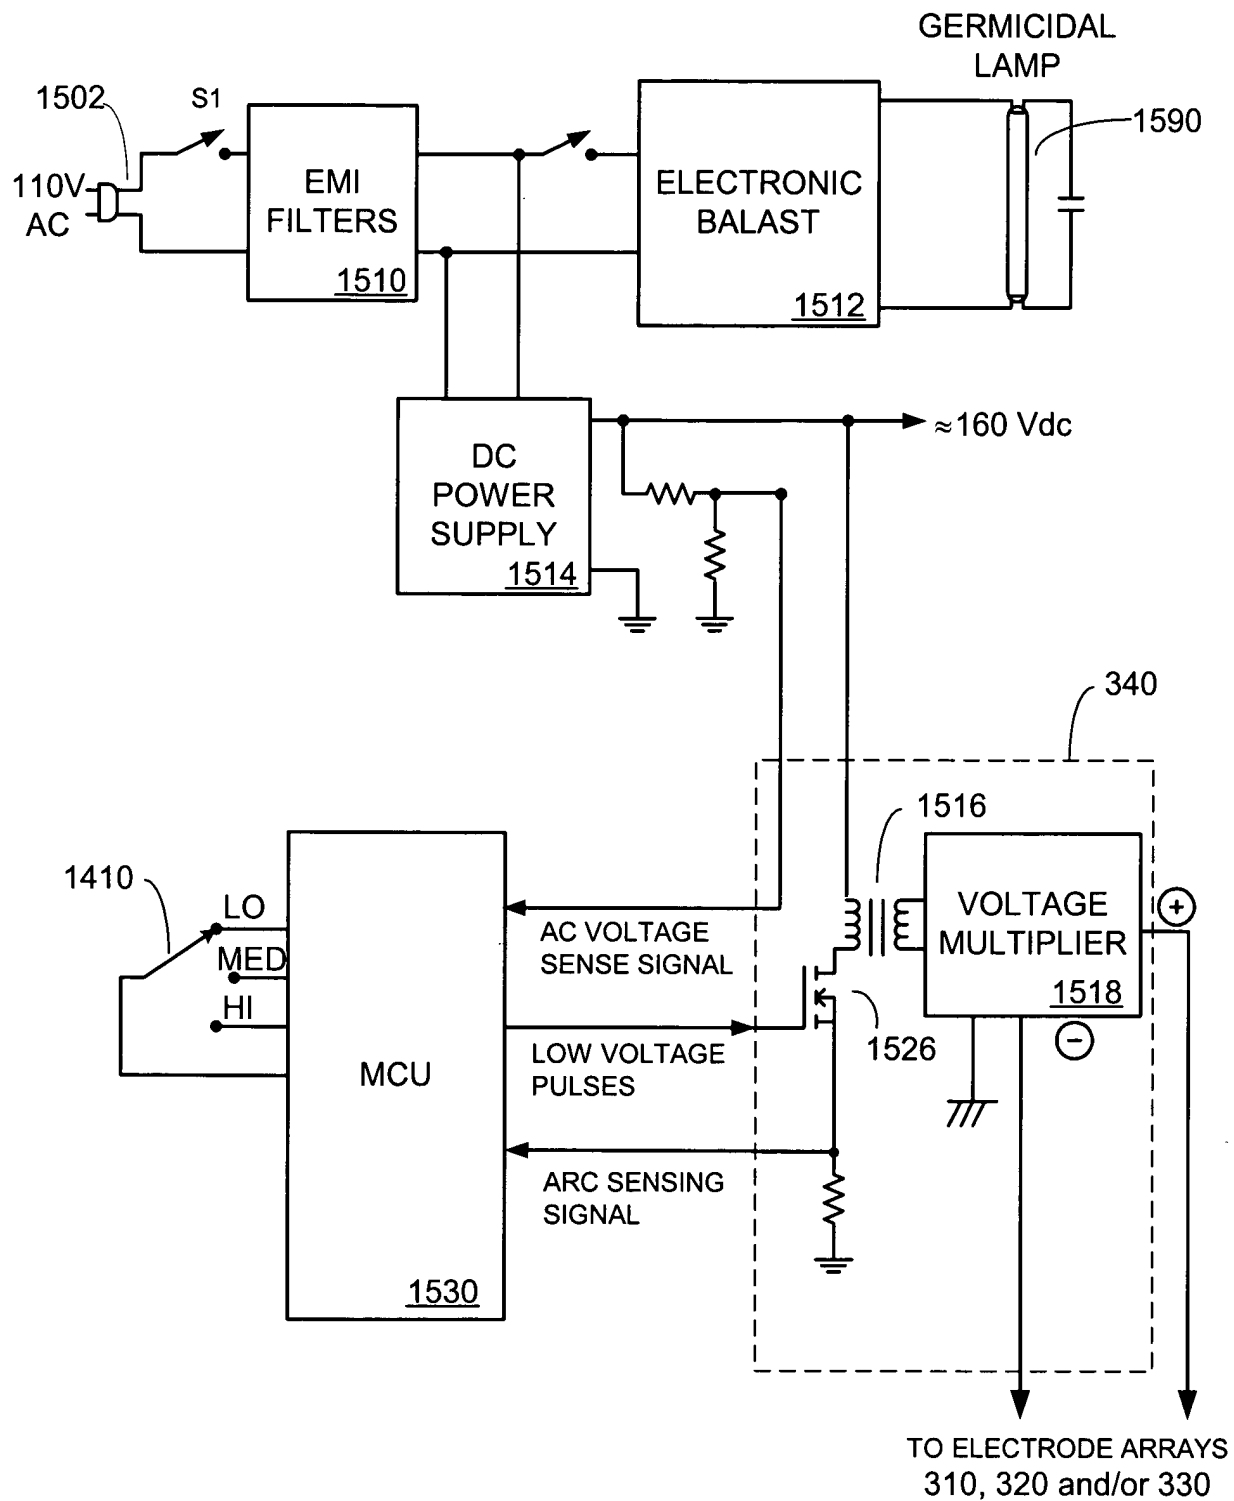 GERMICIDAL
LAMP
1502
S1
1590
110V
AC
EMI
FILTERS
1510
ELECTRONIC
BALAST
1512
≈160 Vdc
DC
POWER
SUPPLY
1514
340
1516
1410
LO
MED
HI
AC VOLTAGE
SENSE SIGNAL
VOLTAGE
MULTIPLIER
1518
+
−
1526
MCU
LOW VOLTAGE
PULSES
ARC SENSING
SIGNAL
1530
TO ELECTRODE ARRAYS
310, 320 and/or 330